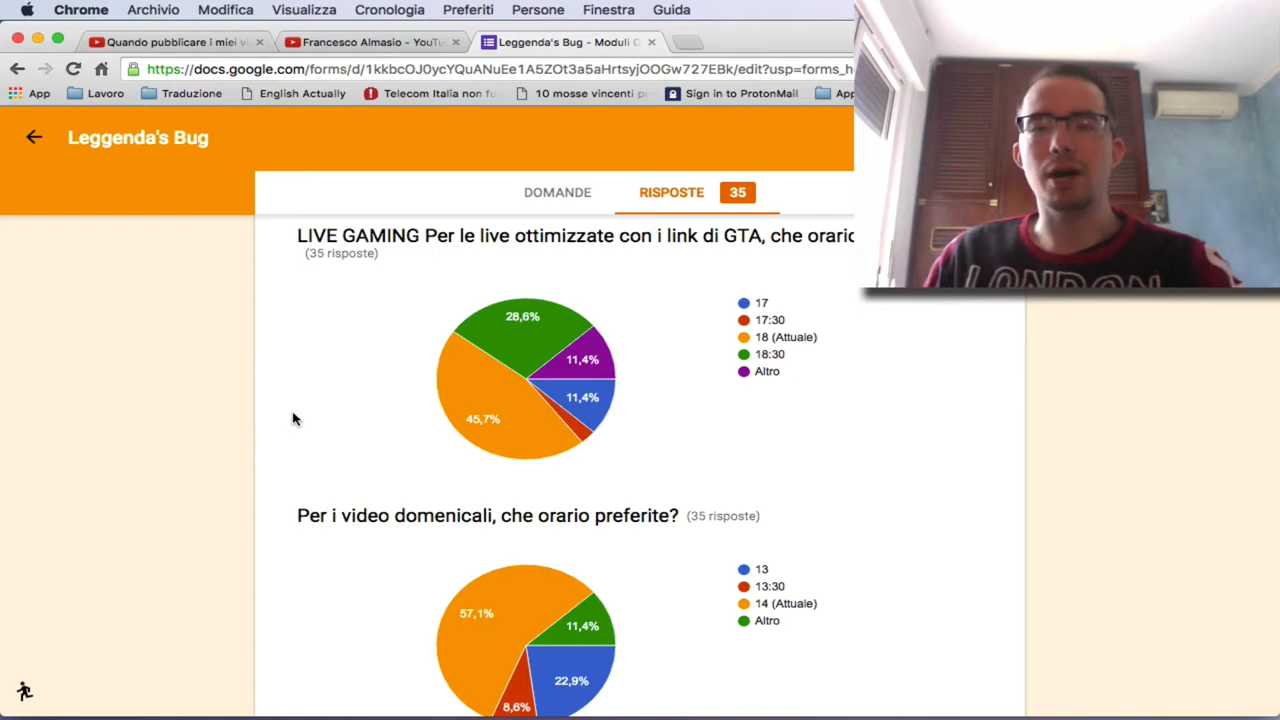 Chrome Archivio Modifica Visualizza Cronologia Preferiti Persone Finestra Guida
Quando pubblicare i miei v
Francesco Almasio - YouTu
Leggenda's Bug - Moduli G
https://docs.google.com/forms/d/1kkbcOJ0ycYQuANuEe1A5ZOt3a5aHrtsyjOOGw727EBk/edit?usp=forms_h
App Lavoro Traduzione English Actually Telecom Italia non fu 10 mosse vincenti pe Sign in to ProtonMail App
Leggenda's Bug
DOMANDE
RISPOSTE 35
LIVE GAMING Per le live ottimizzate con i link di GTA, che orario
(35 risposte)
28,6%
11,4%
11,4%
45,7%
17
17:30
18 (Attuale)
18:30
Altro
Per i video domenicali, che orario preferite? (35 risposte)
57,1%
11,4%
22,9%
8,6%
13
13:30
14 (Attuale)
Altro
LONDON